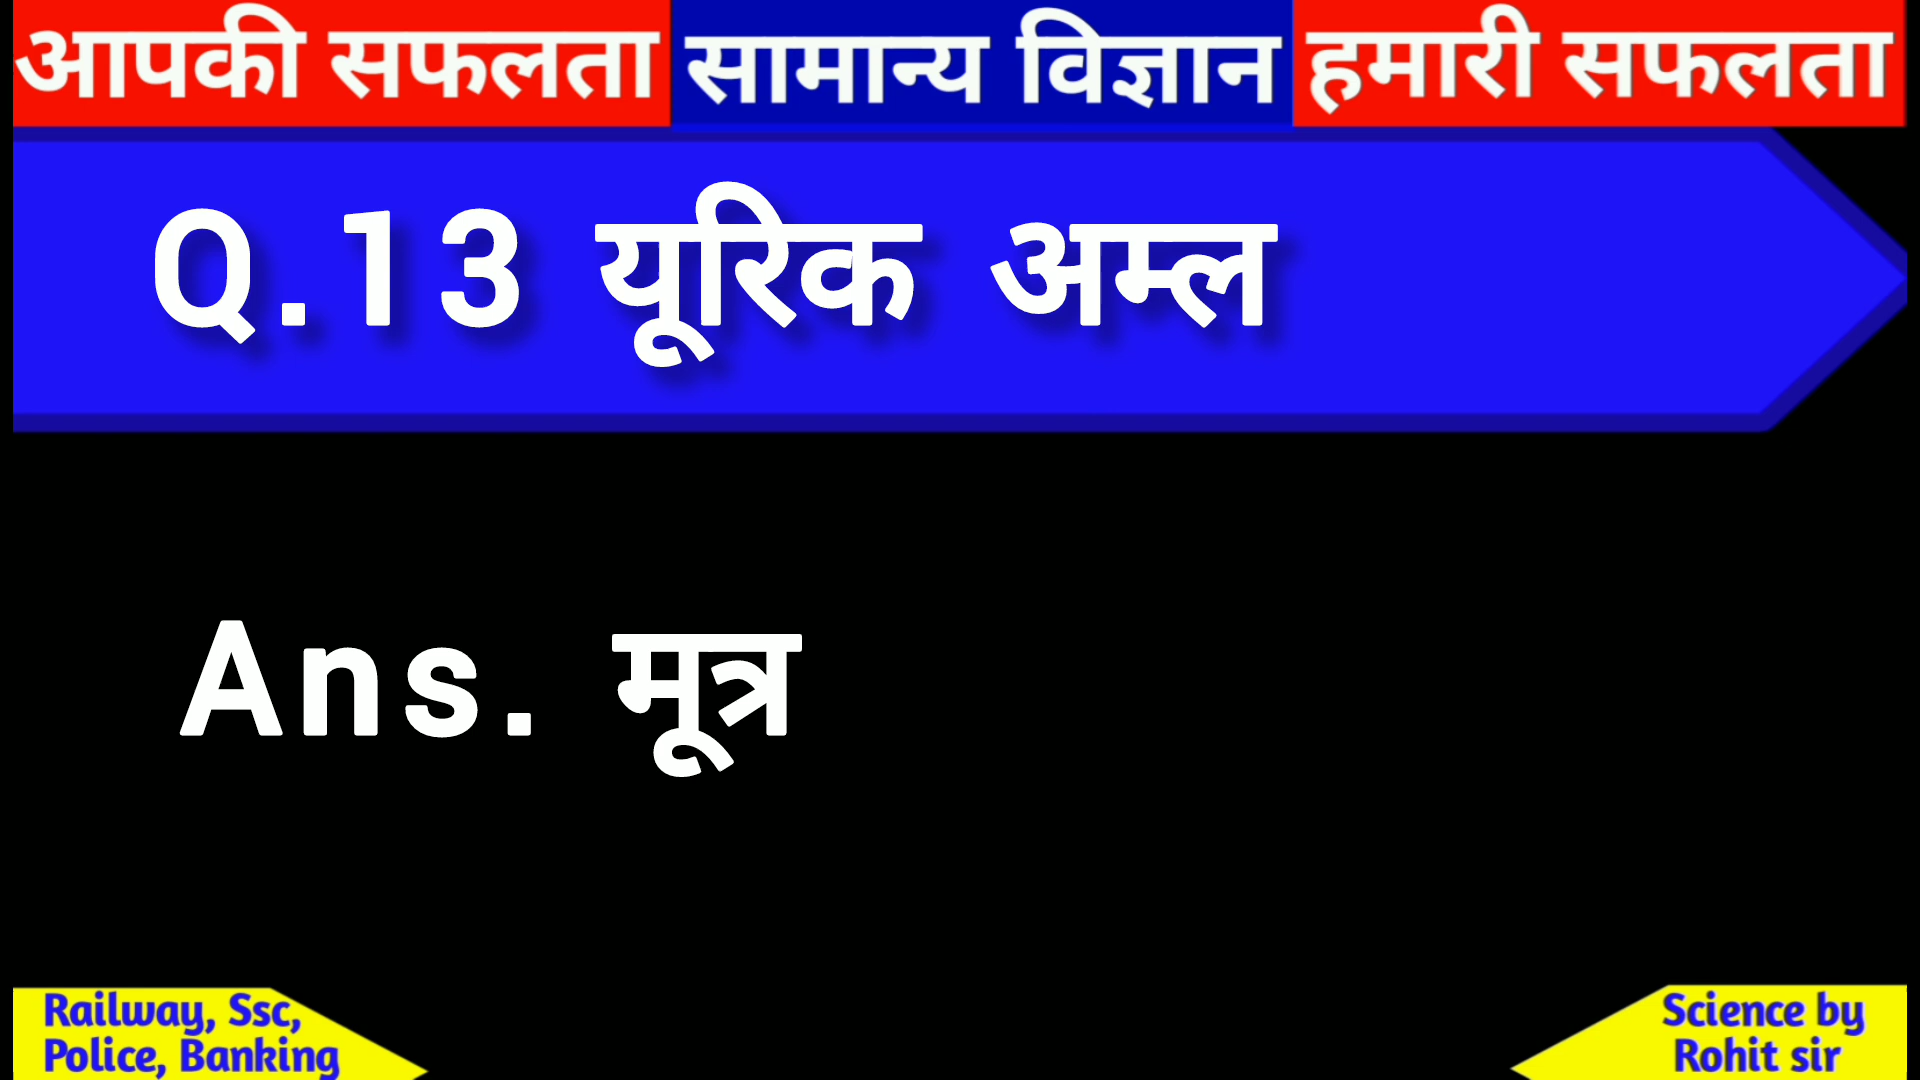 आपकी सफलता सामान्य विज्ञान हमारी सफलता
Q.13 यूरिक अम्ल
Ans. मूत्र
Railway, Ssc,
Police, Banking
Science by
Rohit sir